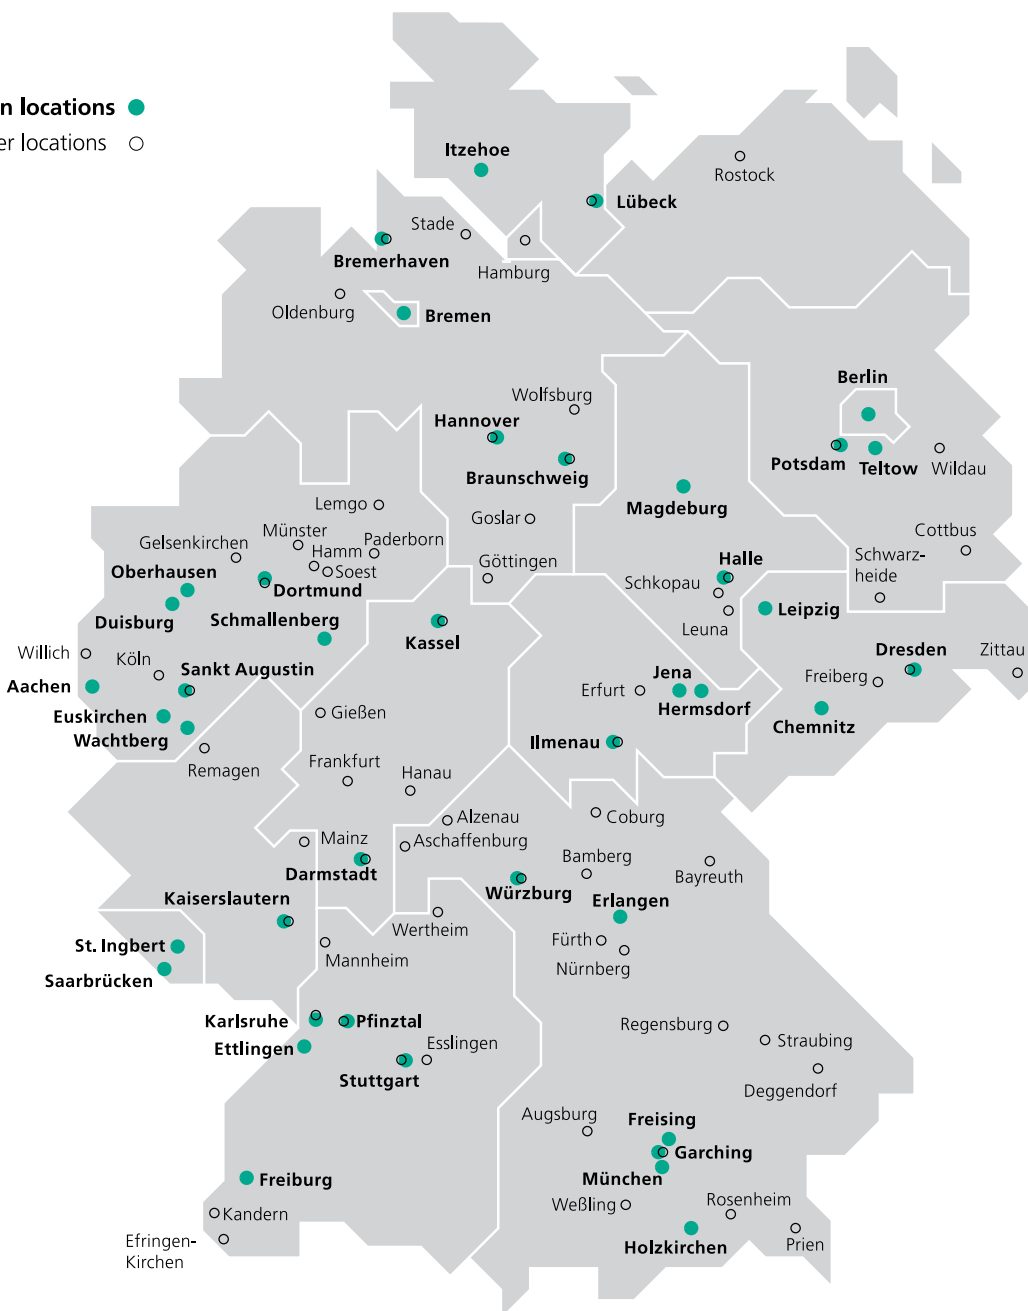 n locations
er locations
Itzehoe
Rostock
Lübeck
Stade
Bremerhaven
Hamburg
Oldenburg
Bremen
Berlin
Wolfsburg
Hannover
Potsdam
Teltow
Wildau
Braunschweig
Magdeburg
Lemgo
Goslar
Münster
Cottbus
Gelsenkirchen
Hamm
Paderborn
Göttingen
Halle
Schwarz-
heide
Oberhausen
Soest
Schkopau
Dortmund
Duisburg
Schmallenberg
Leipzig
Leuna
Kassel
Willich
Köln
Zittau
Sankt Augustin
Dresden
Aachen
Erfurt
Jena
Freiberg
Hermsdorf
Euskirchen
Gießen
Chemnitz
Wachtberg
Ilmenau
Remagen
Frankfurt
Hanau
Alzenau
Coburg
Mainz
Aschaffenburg
Bamberg
Darmstadt
Bayreuth
Kaiserslautern
Würzburg
Erlangen
Wertheim
St. Ingbert
Fürth
Mannheim
Nürnberg
Saarbrücken
Karlsruhe
Pfinztal
Regensburg
Ettlingen
Esslingen
Straubing
Stuttgart
Deggendorf
Augsburg
Freising
Garching
Freiburg
München
Weßling
Rosenheim
Kandern
Efringen-
Kirchen
Holzkirchen
Prien